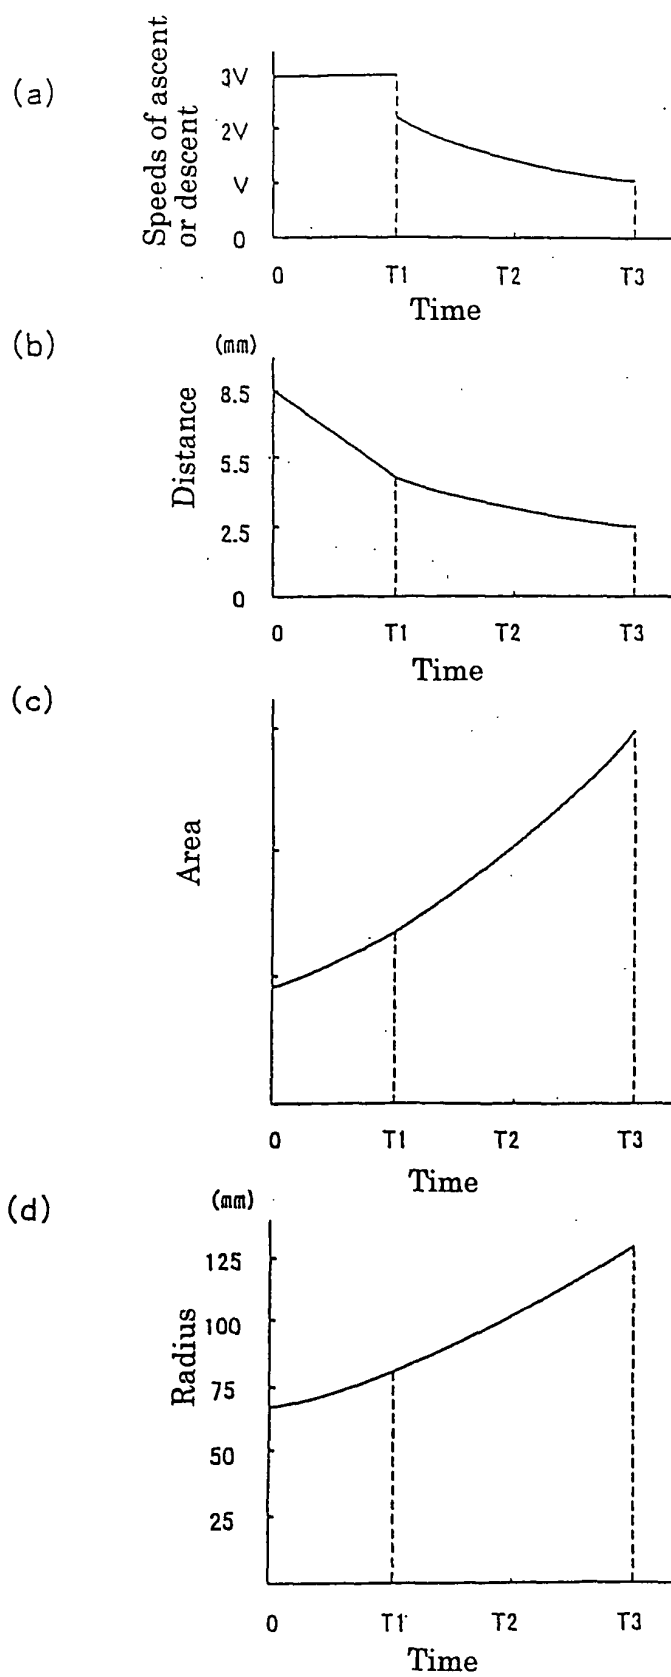 (a)
Speeds of ascent
or descent
3V
2V
V
0
0 T1 T2 T3
Time
(b)
(mm)
Distance
8.5
5.5
2.5
0
0 T1 T2 T3
Time
(c)
Area
0 T1 T2 T3
Time
(d)
(mm)
Radius
125
100
75
50
25
0 T1 T2 T3
Time